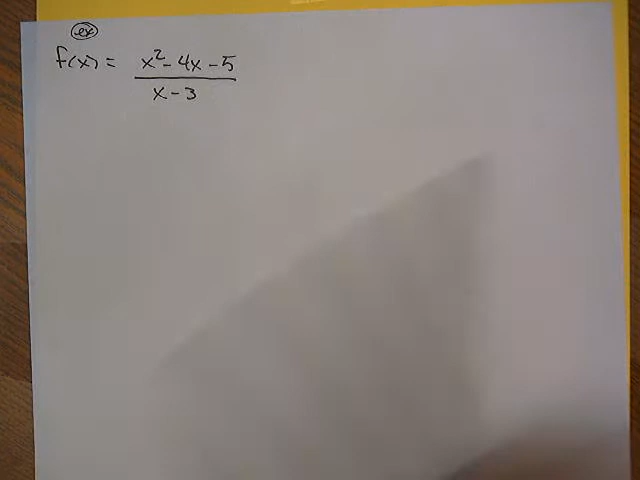 ex
f(x) = x² - 4x - 5
x - 3